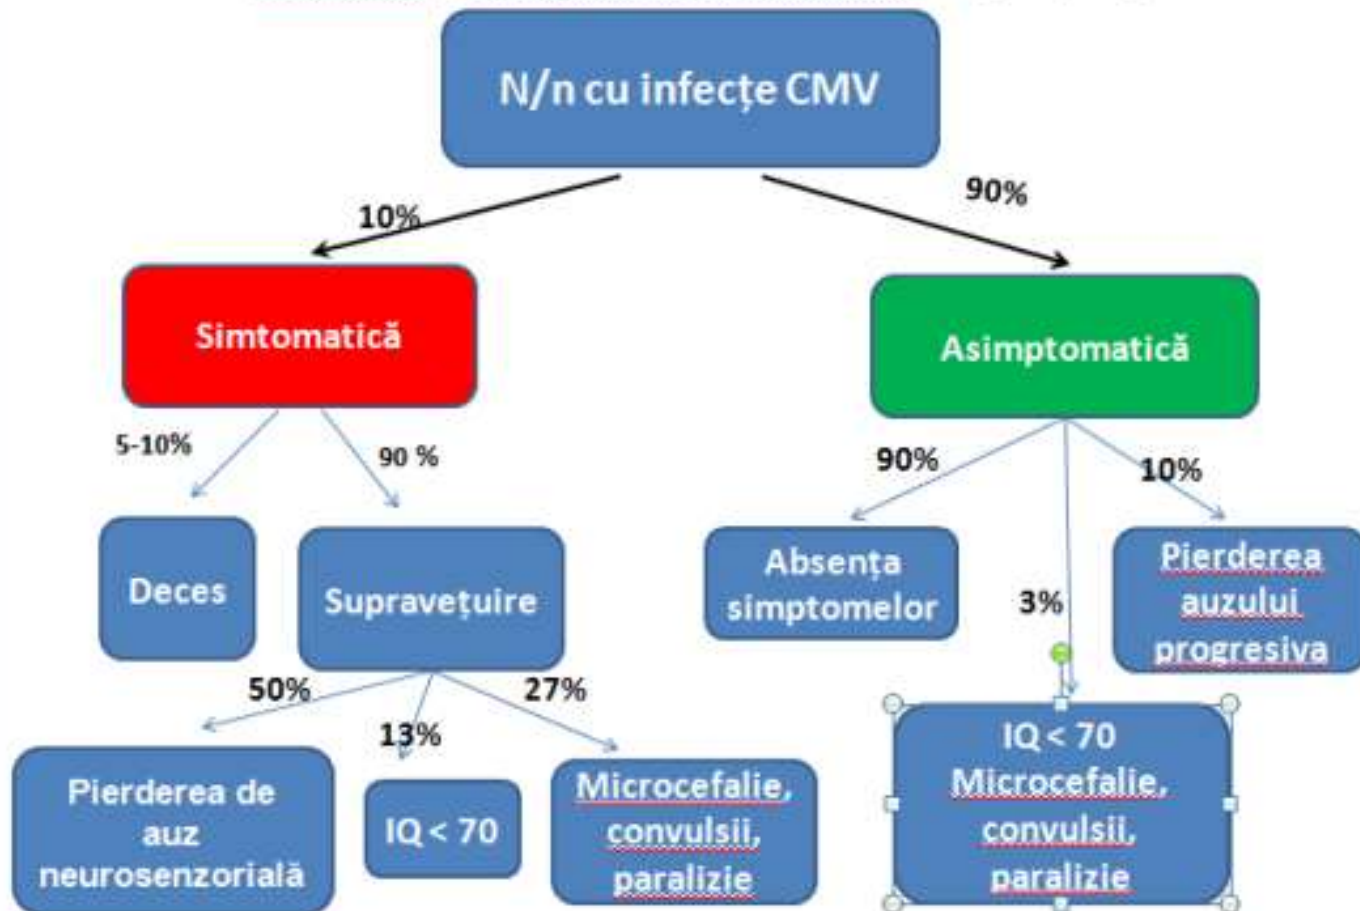 N/n cu infecțe CMV
10%
90%
Simtomatică
Asimptomatică
5-10%
90 %
90%
10%
3%
Deces
Supravețuire
Absența
simptomelor
Pierderea
auzului
progresiva
50%
13%
27%
Pierderea de
auz
neurosenzorială
IQ < 70
Microcefalie,
convulsii,
paralizie
IQ < 70
Microcefalie,
convulsii,
paralizie